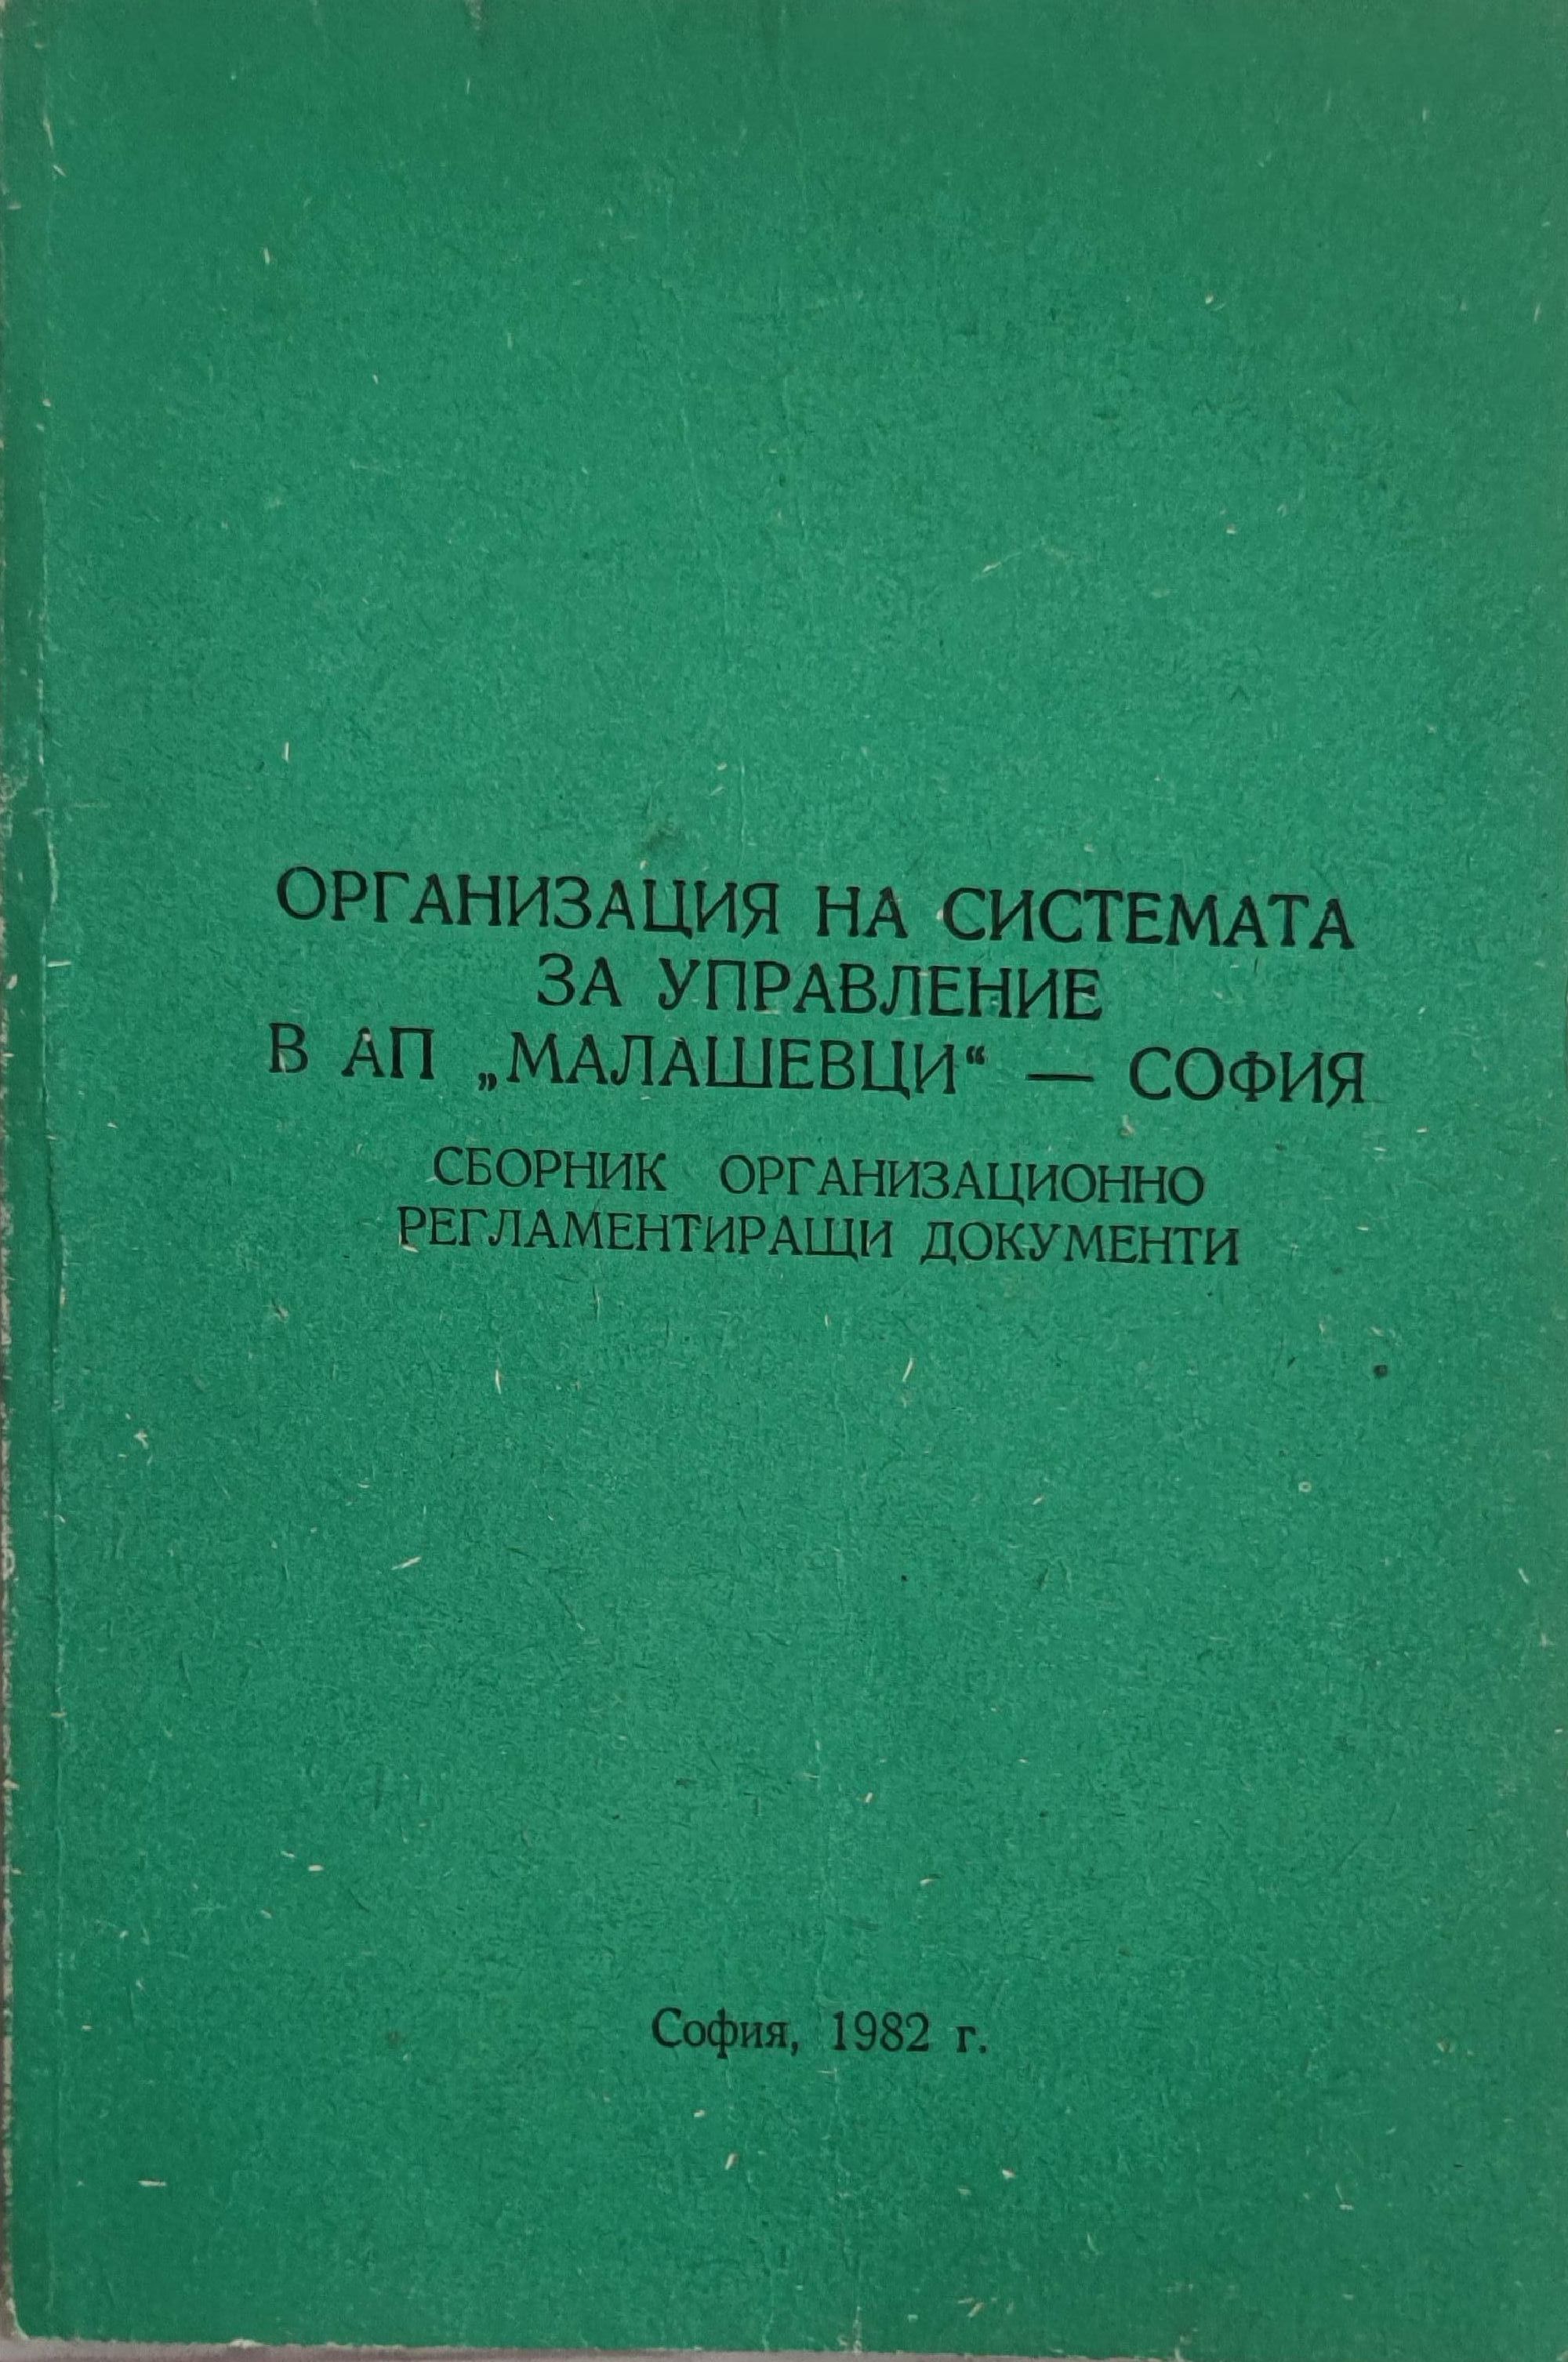 ОРГАНИЗАЦИЯ НА СИСТЕМАТА
ЗА УПРАВЛЕНИЕ
В АП „МАЛАШЕВЦИ“ — СОФИЯ
СБОРНИК ОРГАНИЗАЦИОННО
РЕГЛАМЕНТИРАЩИ ДОКУМЕНТИ
София, 1982 г.